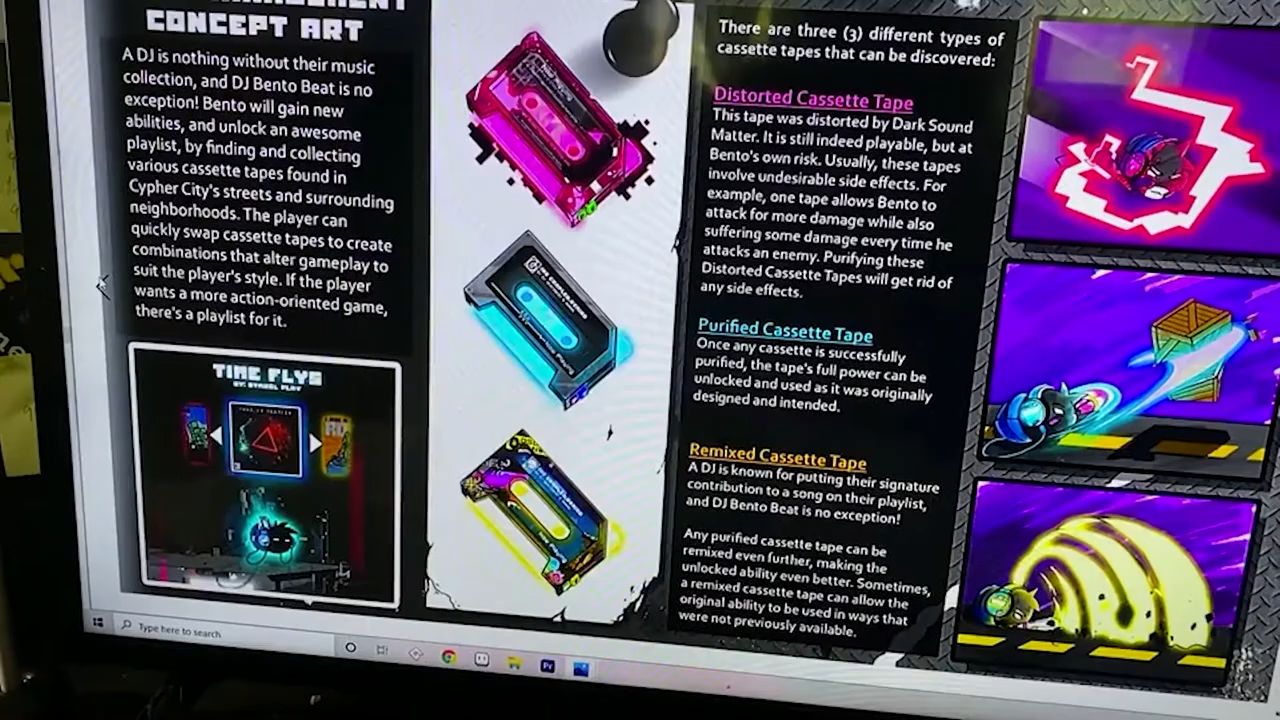 CONCEPT ART
A DJ is nothing without their music
collection, and DJ Bento Beat is no
exception! Bento will gain new
abilities, and unlock an awesome
playlist, by finding and collecting
various cassette tapes found in
Cypher City's streets and surrounding
neighborhoods. The player can
quickly swap cassette tapes to create
combinations that alter gameplay to
suit the player's style. If the player
wants a more action-oriented game,
there's a playlist for it.
TIME FLYS
There are three (3) different types of
cassette tapes that can be discovered:
Distorted Cassette Tape
This tape was distorted by Dark Sound
Matter. It is still indeed playable, but at
Bento's own risk. Usually, these tapes
involve undesirable side effects. For
example, one tape allows Bento to
attack for more damage while also
suffering some damage every time he
attacks an enemy. Purifying these
Distorted Cassette Tapes will get rid of
any side effects.
Purified Cassette Tape
Once any cassette is successfully
purified, the tape's full power can be
unlocked and used as it was originally
designed and intended.
Remixed Cassette Tape
A DJ is known for putting their signature
contribution to a song on their playlist,
and DJ Bento Beat is no exception!
Any purified cassette tape can be
remixed even further, making the
unlocked ability even better. Sometimes,
a remixed cassette tape can allow the
original ability to be used in ways that
were not previously available.
Type here to search
Pr